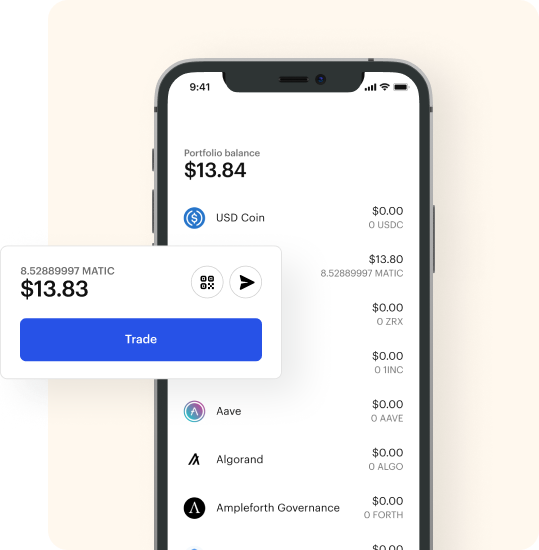 9:41
Portfolio balance
$13.84
USD Coin
$0.00
0 USDC
8.52889997 MATIC
$13.83
Trade
$13.80
8.52889997 MATIC
$0.00
0 ZRX
$0.00
0 1INC
Aave
$0.00
0 AAVE
Algorand
$0.00
0 ALGO
Ampleforth Governance
$0.00
0 FORTH
$0.00